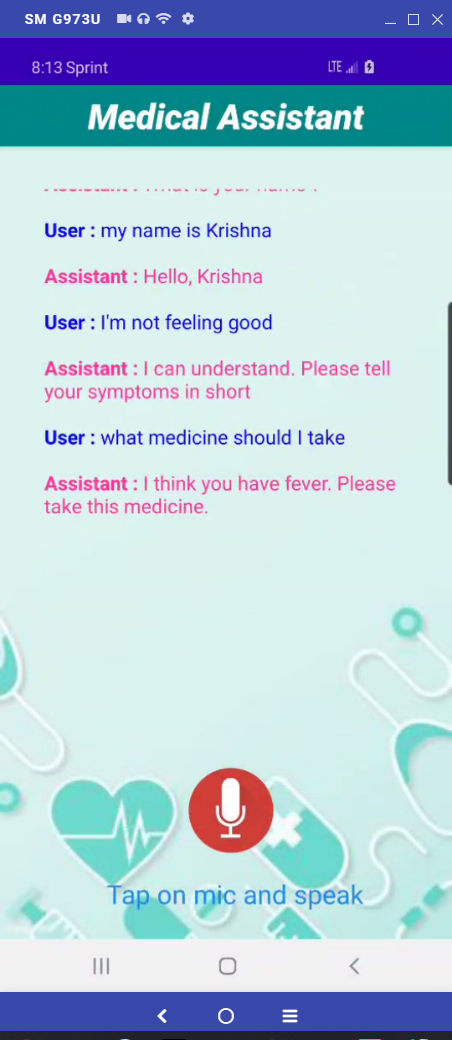 SM G973U
8:13 Sprint
LTE
Medical Assistant
User : my name is Krishna
Assistant : Hello, Krishna
User : I'm not feeling good
Assistant : I can understand. Please tell
your symptoms in short
User : what medicine should I take
Assistant : I think you have fever. Please
take this medicine.
Tap on mic and speak